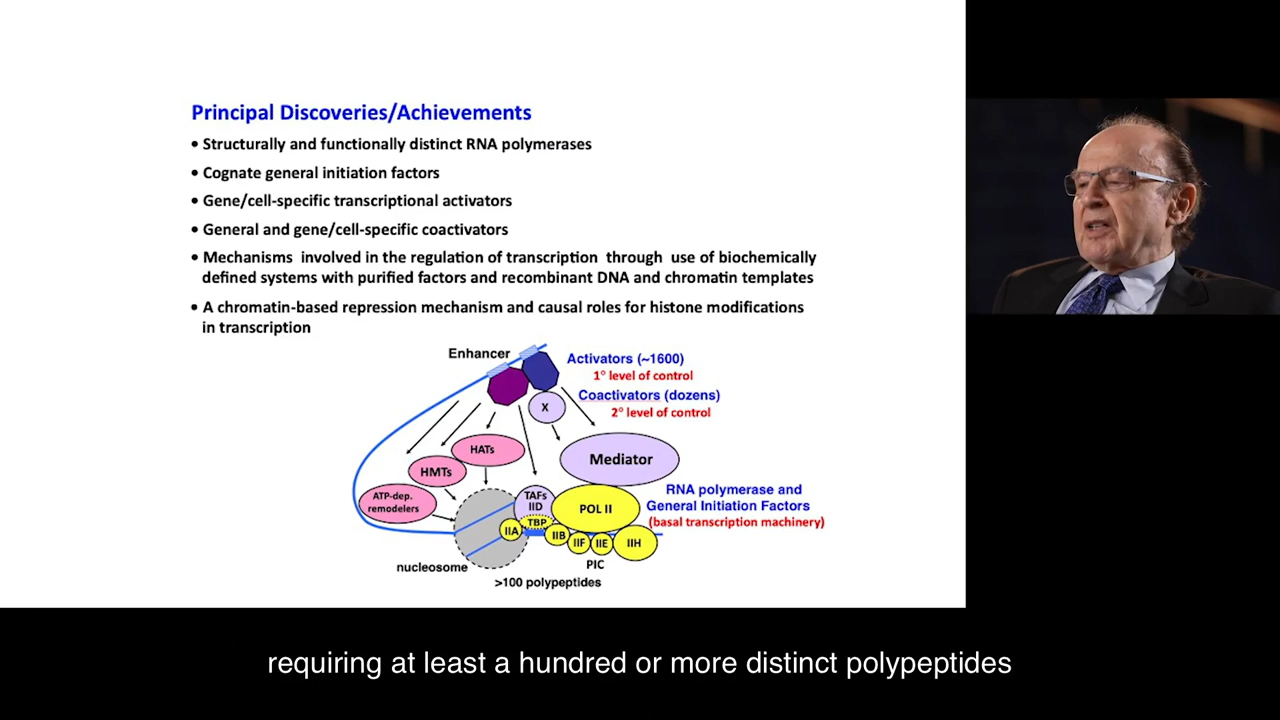 Principal Discoveries/Achievements
• Structurally and functionally distinct RNA polymerases
• Cognate general initiation factors
• Gene/cell-specific transcriptional activators
• General and gene/cell-specific coactivators
• Mechanisms involved in the regulation of transcription through use of biochemically
defined systems with purified factors and recombinant DNA and chromatin templates
• A chromatin-based repression mechanism and causal roles for histone modifications
in transcription
Enhancer
Activators (~1600)
1° level of control
Coactivators (dozens)
2° level of control
X
HATs
Mediator
HMTs
ATP-dep.
remodelers
TAFs
IID
TBP
POL II
RNA polymerase and
General Initiation Factors
(basal transcription machinery)
IIA
IIB
IIF
IIE
IIH
PIC
nucleosome
>100 polypeptides
requiring at least a hundred or more distinct polypeptides